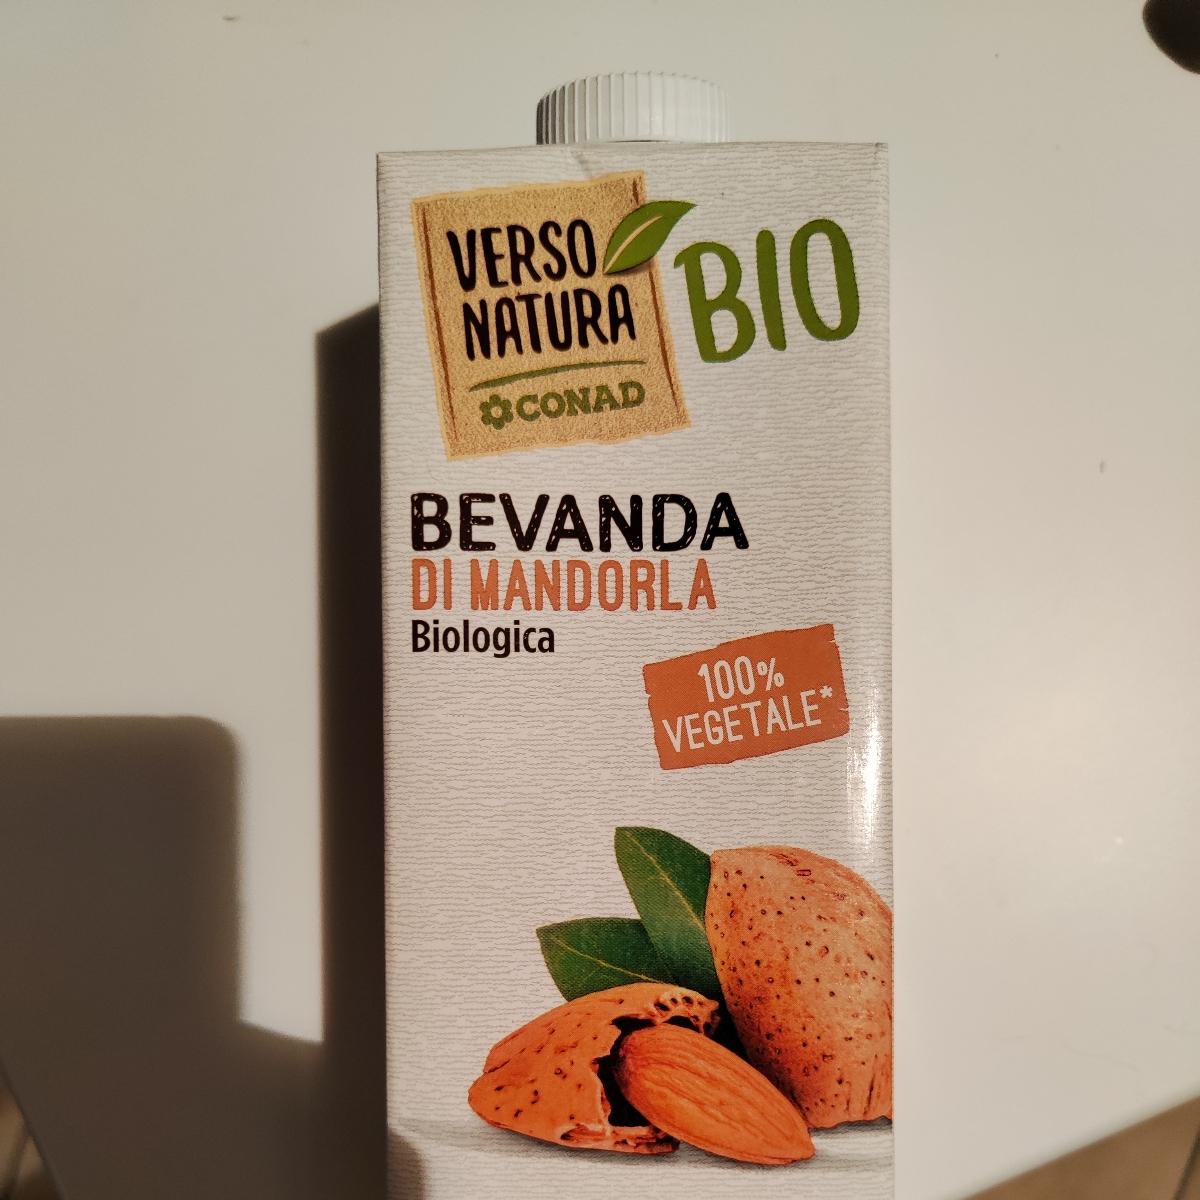 VERSO
NATURA
CONAD
BIO
BEVANDA
DI MANDORLA
Biologica
100%
VEGETALE*